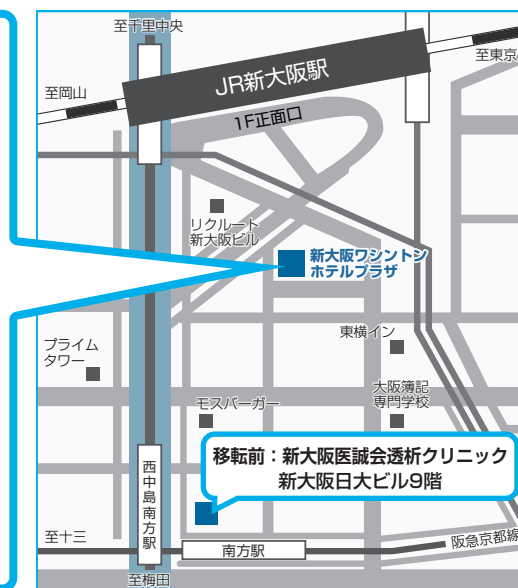 至千里中央
JR新大阪駅
至東京
至岡山
1F正面口
リクルート
新大阪ビル
新大阪ワシントン
ホテルプラザ
東横イン
プライム
タワー
大阪簿記
専門学校
モスバーガー
移転前：新大阪医誠会透析クリニック
新大阪日大ビル9階
西中島南方駅
至十三
南方駅
阪急京都線
至梅田